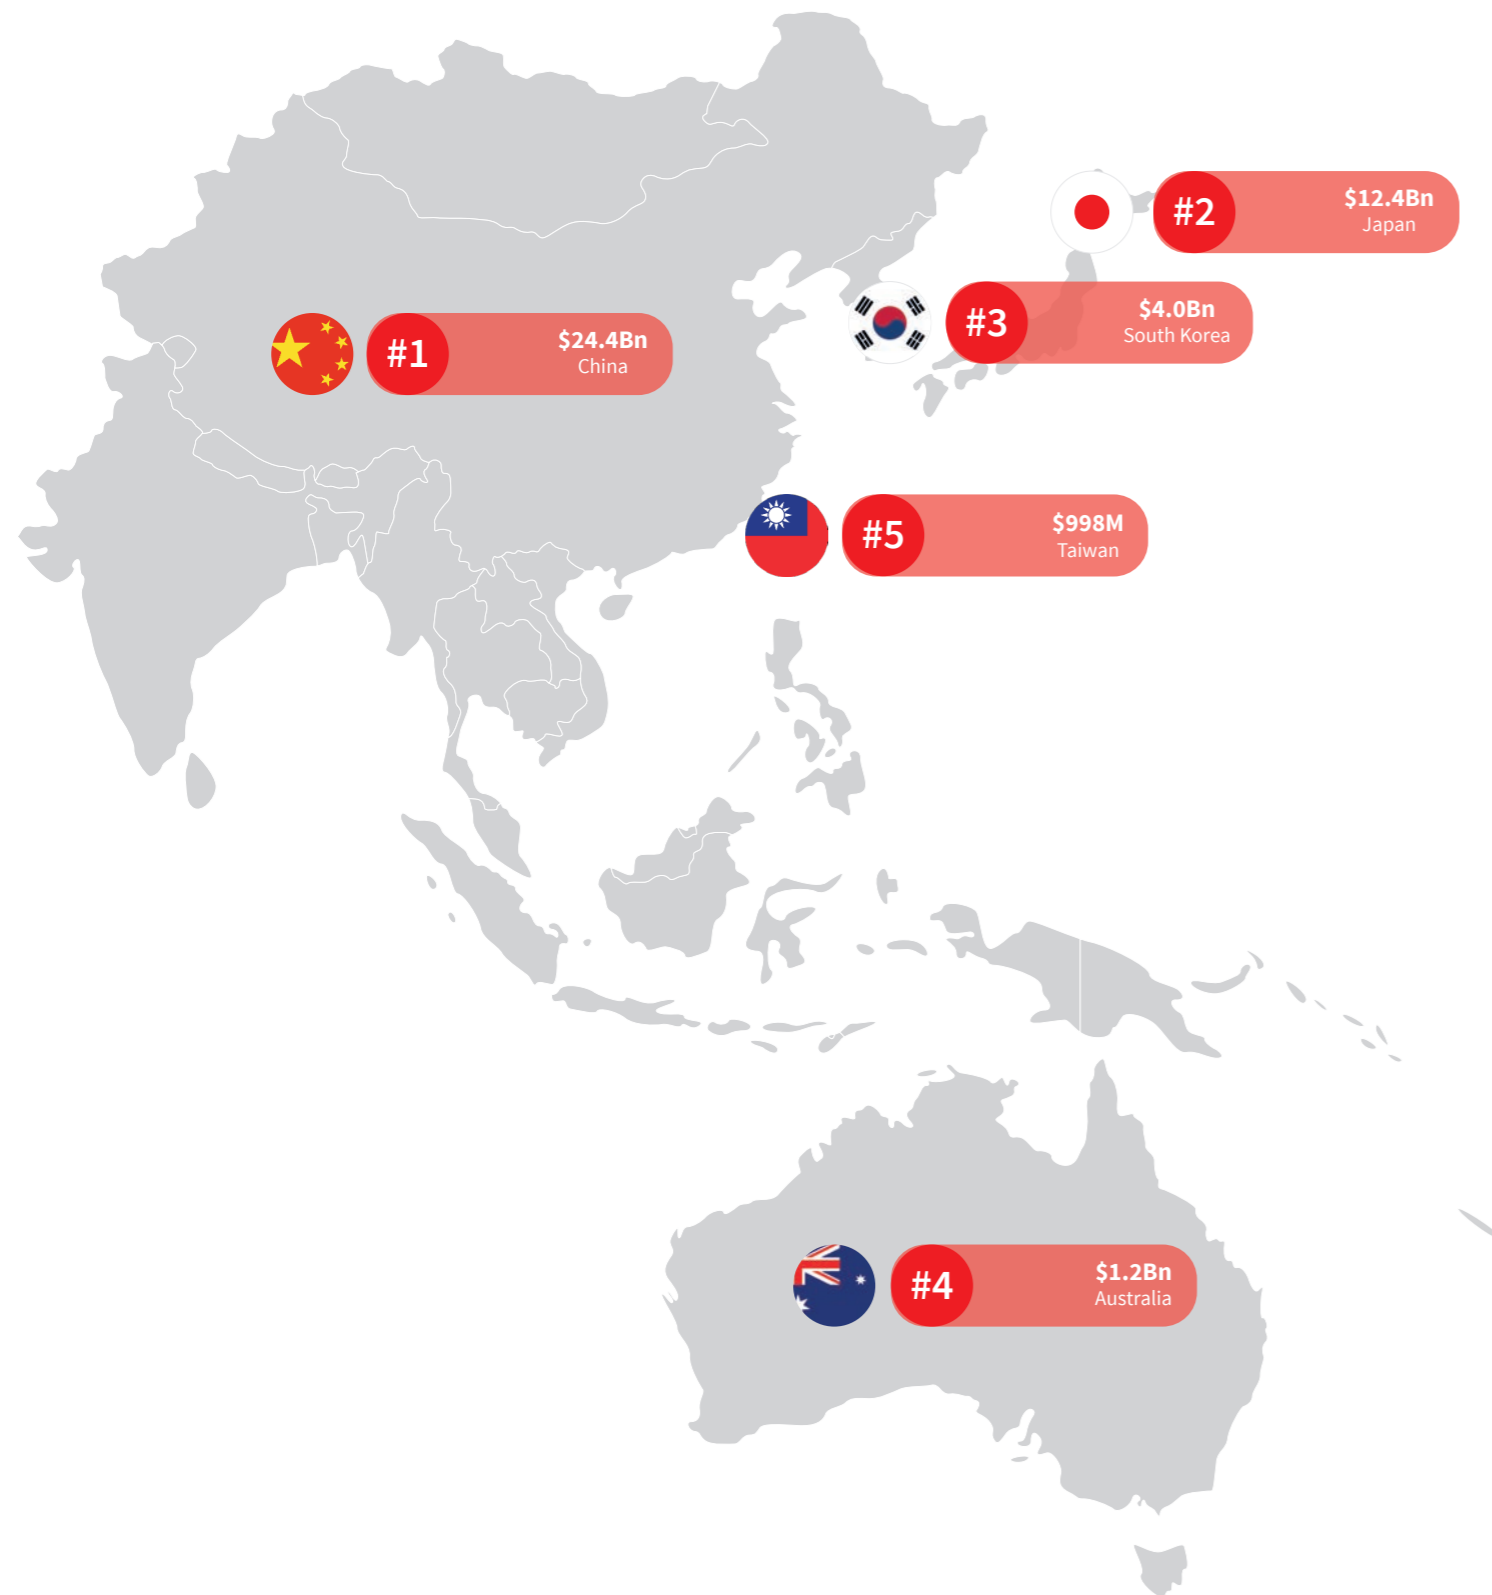 #2
$12.4Bn
Japan
#3
$4.0Bn
South Korea
#1
$24.4Bn
China
#5
$998M
Taiwan
#4
$1.2Bn
Australia